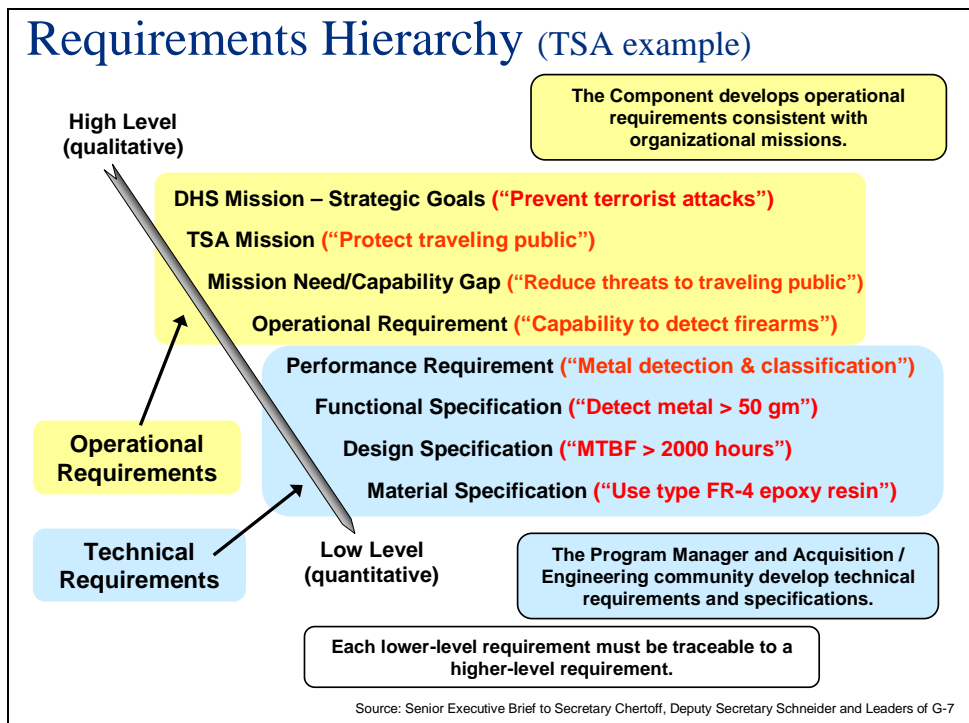 Requirements Hierarchy (TSA example)
The Component develops operational
requirements consistent with
organizational missions.
High Level
(qualitative)
DHS Mission – Strategic Goals (“Prevent terrorist attacks”)
TSA Mission (“Protect traveling public”)
Mission Need/Capability Gap (“Reduce threats to traveling public”)
Operational Requirement (“Capability to detect firearms”)
Performance Requirement (“Metal detection & classification”)
Functional Specification (“Detect metal > 50 gm”)
Design Specification (“MTBF > 2000 hours”)
Material Specification (“Use type FR-4 epoxy resin”)
Operational
Requirements
Technical
Requirements
Low Level
(quantitative)
The Program Manager and Acquisition /
Engineering community develop technical
requirements and specifications.
Each lower-level requirement must be traceable to a
higher-level requirement.
Source: Senior Executive Brief to Secretary Chertoff, Deputy Secretary Schneider and Leaders of G-7